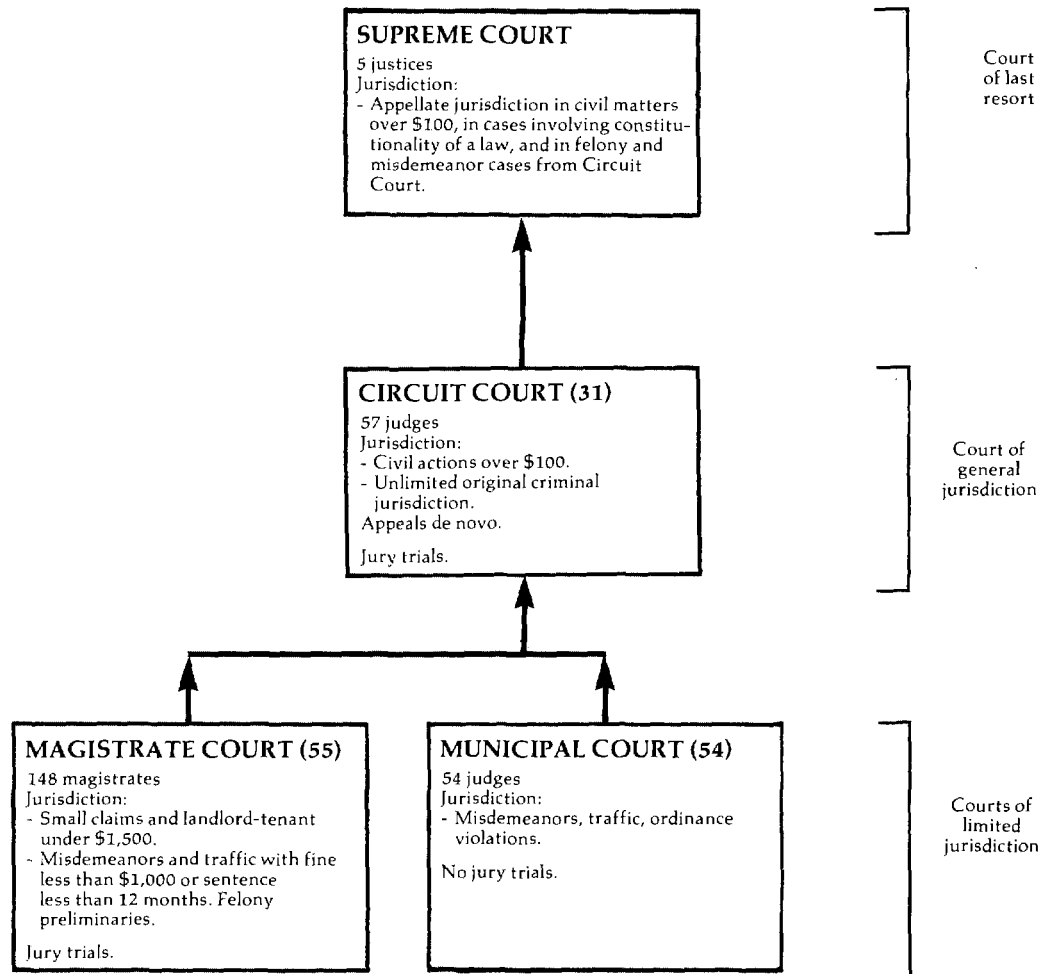 SUPREME COURT
5 justices
Jurisdiction:
- Appellate jurisdiction in civil matters
over $100, in cases involving constitu-
tionality of a law, and in felony and
misdemeanor cases from Circuit
Court.
Court
of last
resort
CIRCUIT COURT (31)
57 judges
Jurisdiction:
- Civil actions over $100.
- Unlimited original criminal
jurisdiction.
Appeals de novo.
Jury trials.
Court of
general
jurisdiction
MAGISTRATE COURT (55)
148 magistrates
Jurisdiction:
- Small claims and landlord-tenant
under $1,500.
- Misdemeanors and traffic with fine
less than $1,000 or sentence
less than 12 months. Felony
preliminaries.
Jury trials.
MUNICIPAL COURT (54)
54 judges
Jurisdiction:
- Misdemeanors, traffic, ordinance
violations.
No jury trials.
Courts of
limited
jurisdiction